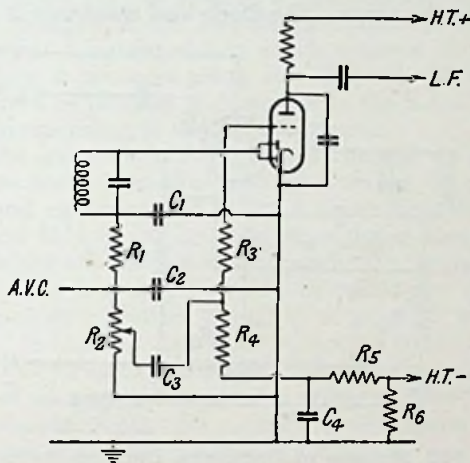 H.T.+
L.F.
C1
R1
R3
A.V.C.
C2
R2
R4
C3
R5
H.T.-
C4
R6